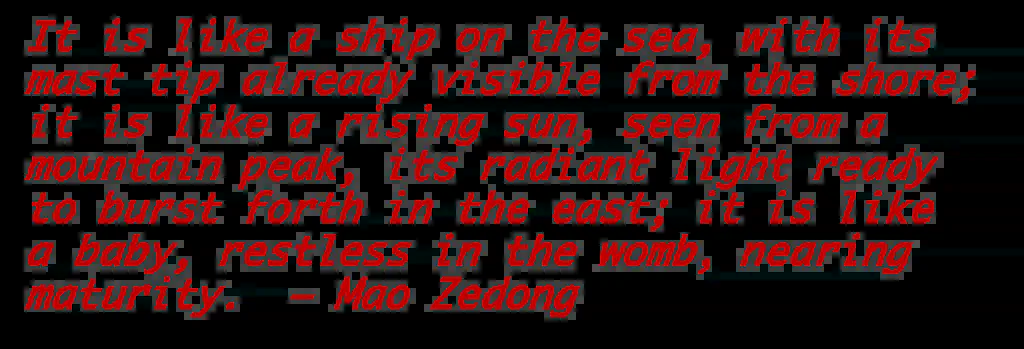 It is like a ship on the sea, with its
mast tip already visible from the shore;
it is like a rising sun, seen from a
mountain peak, its radiant light ready
to burst forth in the east; it is like
a baby, restless in the womb, nearing
maturity. – Mao Zedong